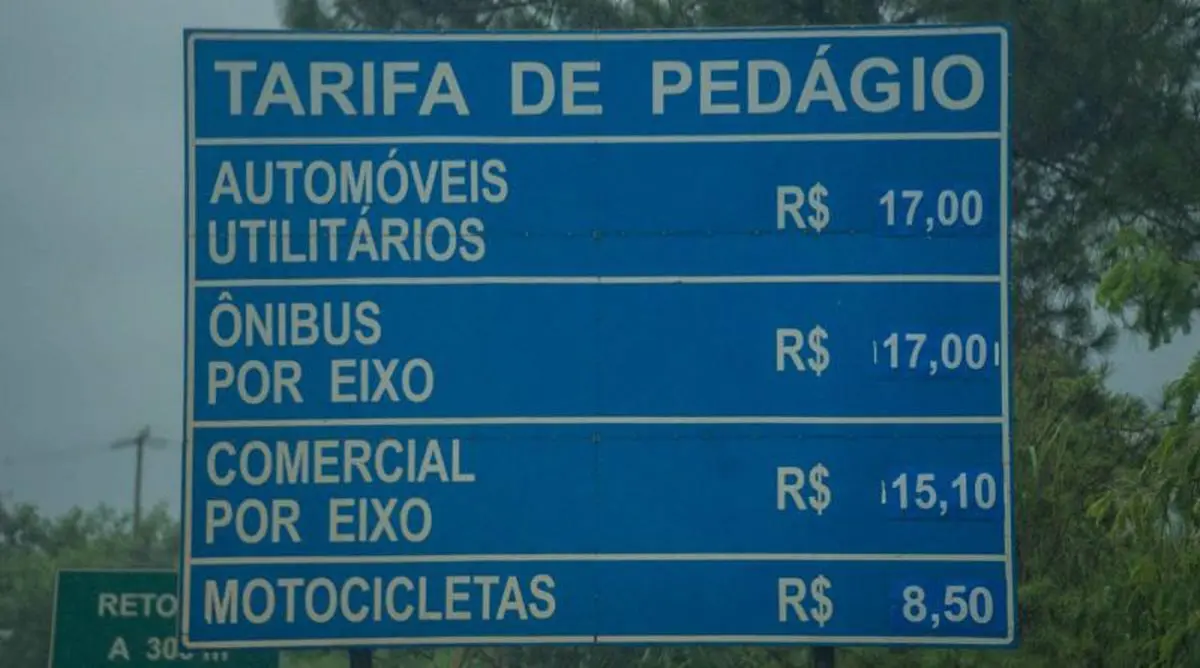 TARIFA DE PEDÁGIO
AUTOMÓVEIS
UTILITÁRIOS
R$ 17,00
ÔNIBUS
POR EIXO
R$ 17,00
COMERCIAL
POR EIXO
R$ 15,10
MOTOCICLETAS R$ 8,50
A